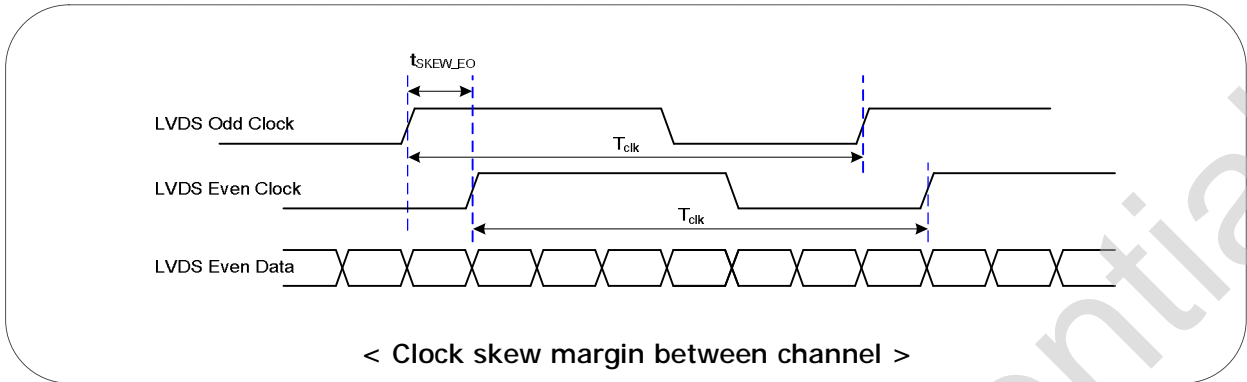 tSKEW_EO
LVDS Odd Clock
Tclk
LVDS Even Clock
Tclk
LVDS Even Data
< Clock skew margin between channel >